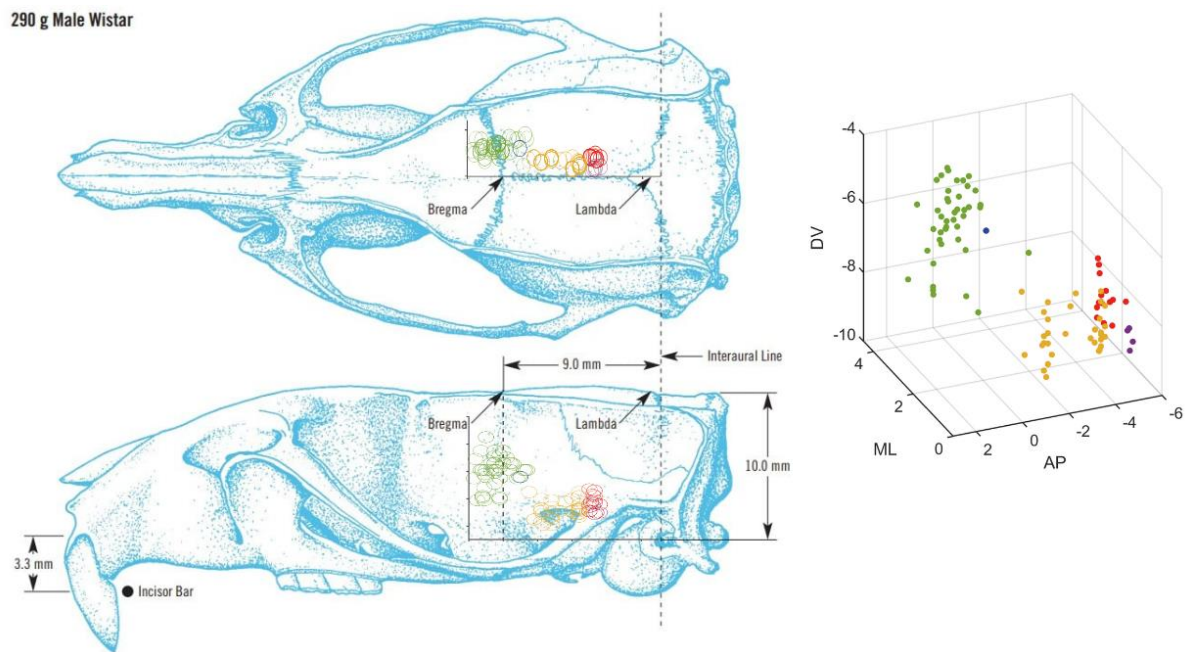 290 g Male Wistar
Bregma
Lambda
9.0 mm
Interaural Line
Bregma
Lambda
10.0 mm
3.3 mm
Incisor Bar
-4
-6
-8
-10
DV
4
2
0
ML
2
0
-2
-4
-6
AP